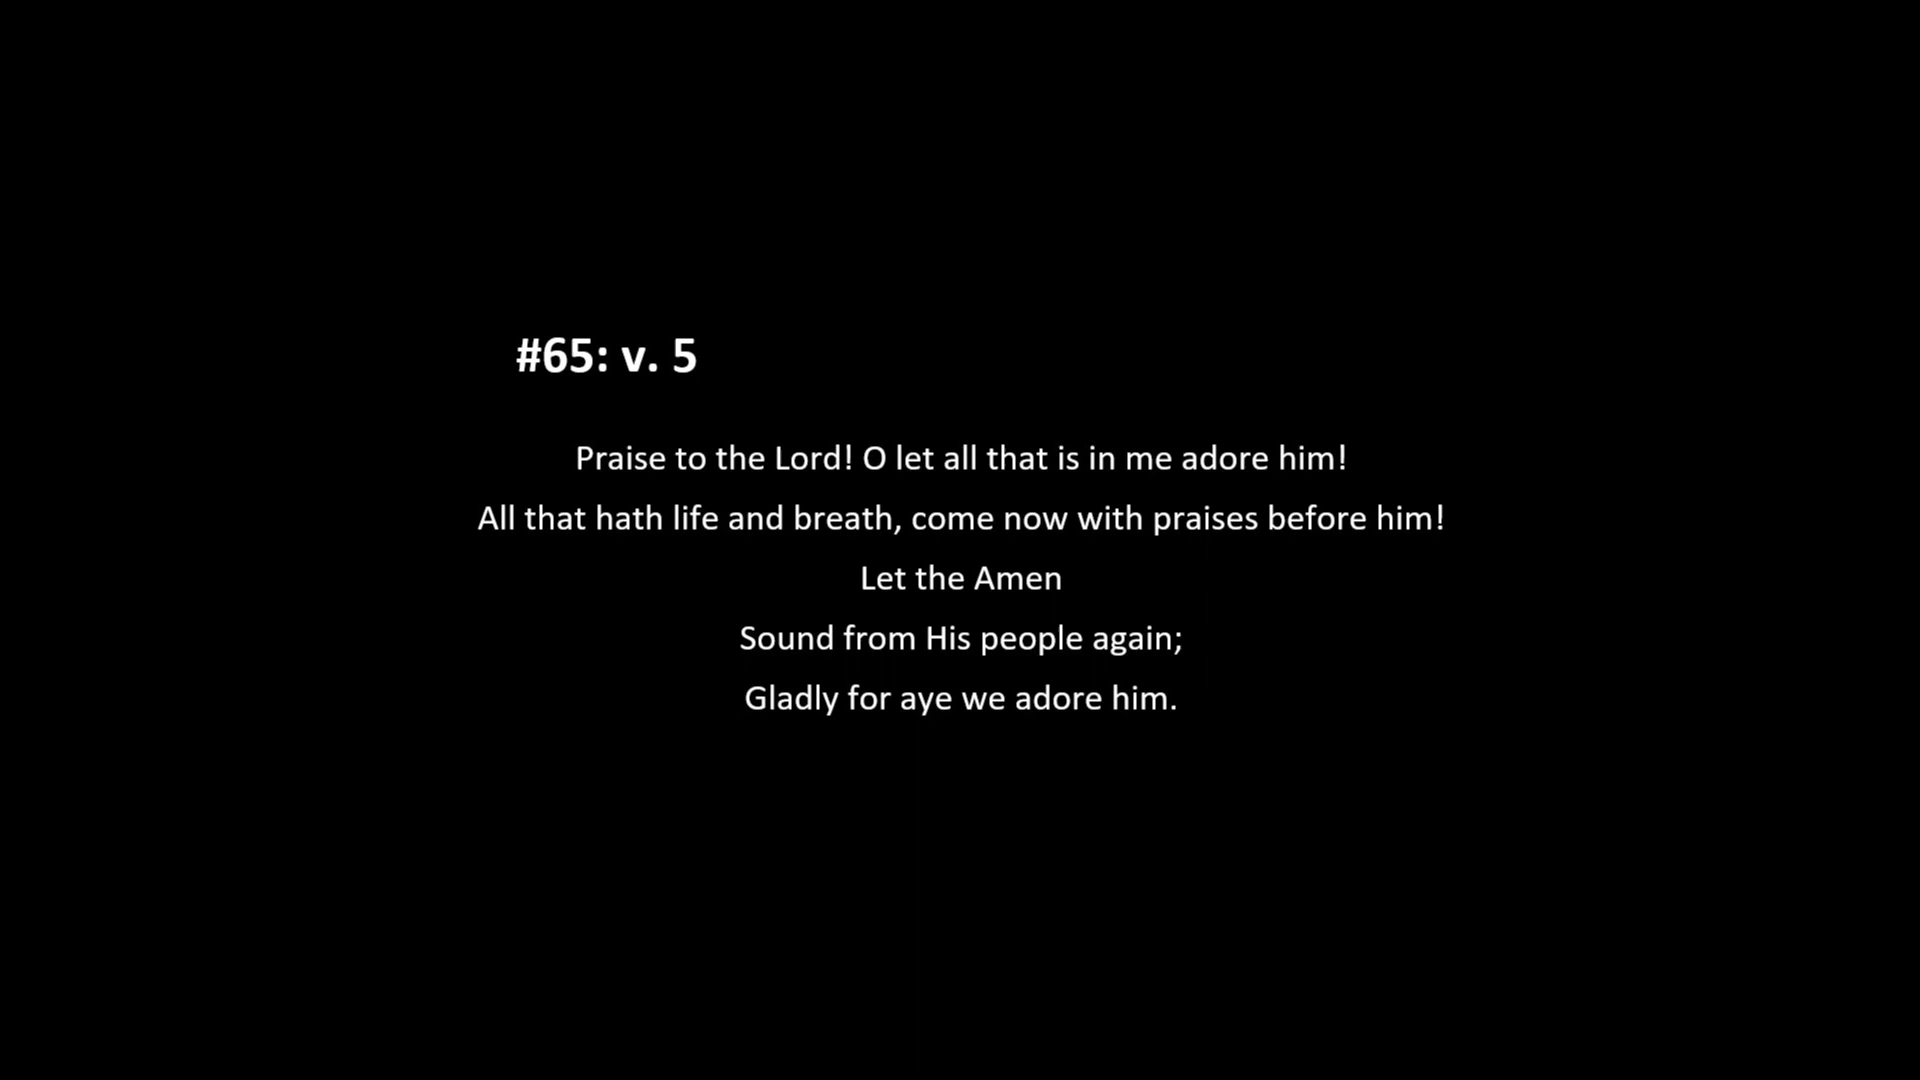 #65: v. 5
Praise to the Lord! O let all that is in me adore him!
All that hath life and breath, come now with praises before him!
Let the Amen
Sound from His people again;
Gladly for aye we adore him.